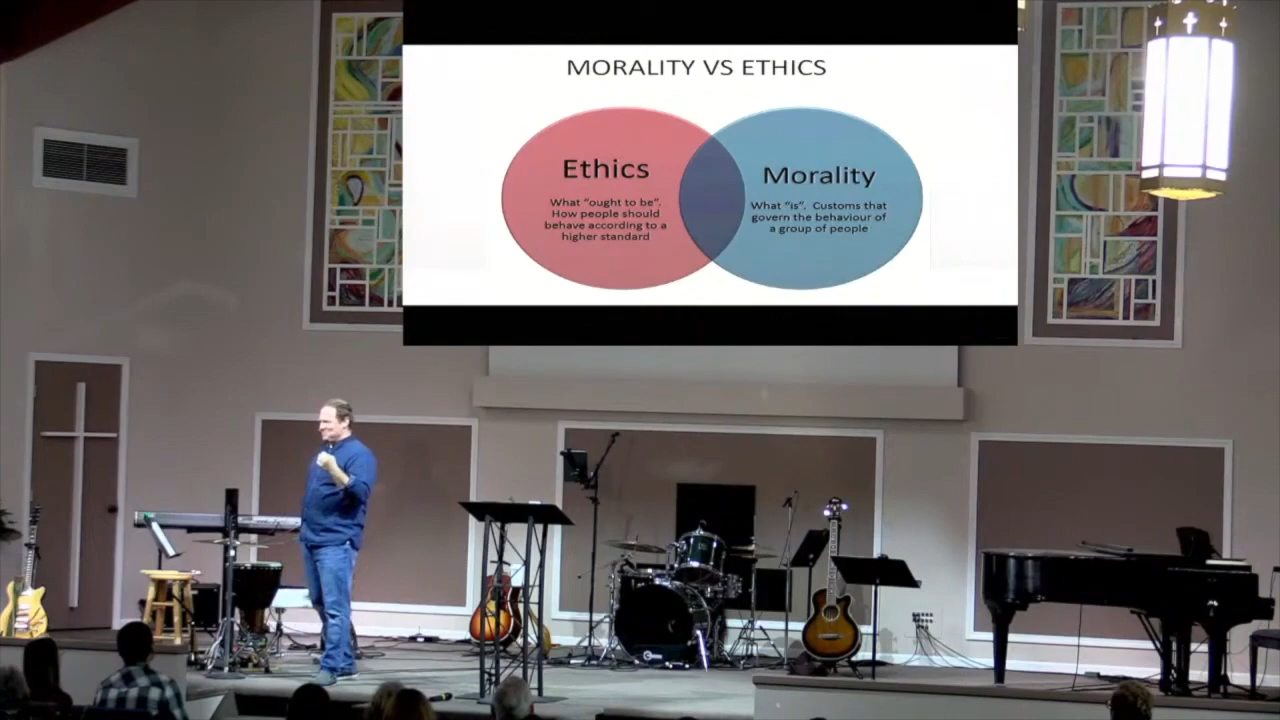 MORALITY VS ETHICS
Ethics
What "ought to be".
How people should
behave according to a
higher standard
Morality
What "is".  Customs that
govern the behaviour of
a group of people